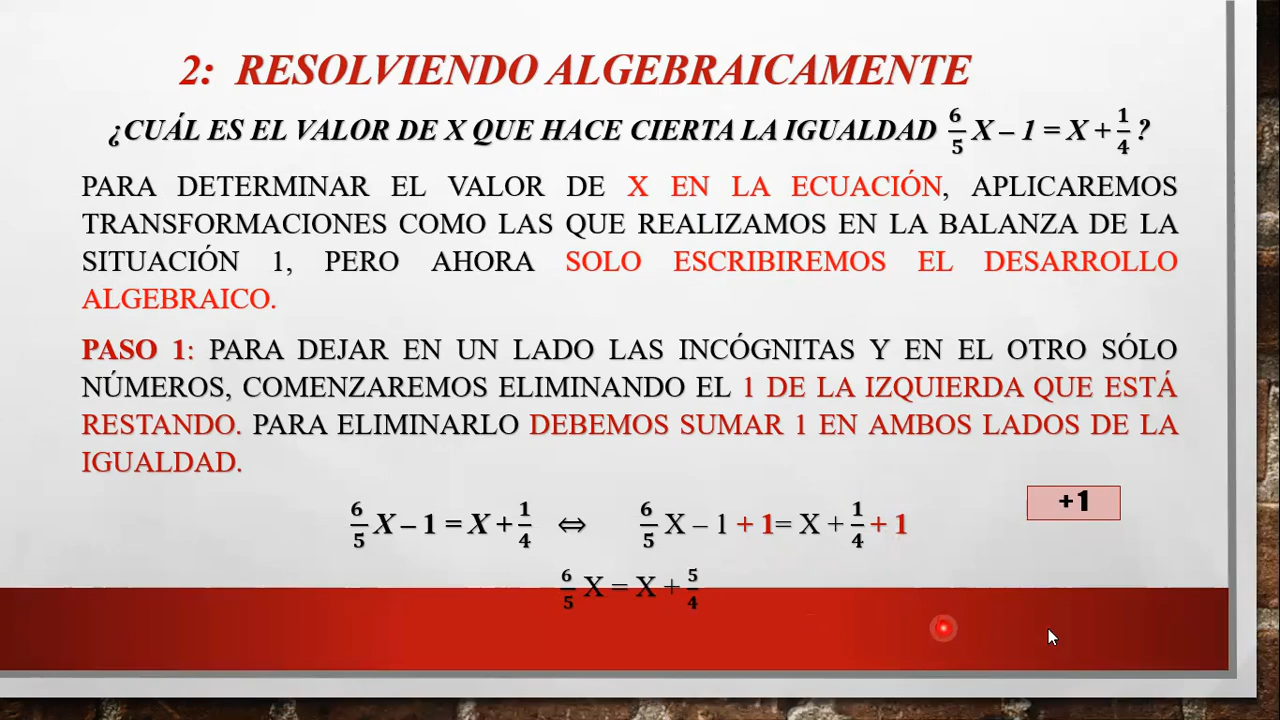 2: RESOLVIENDO ALGEBRAICAMENTE
¿CUÁL ES EL VALOR DE X QUE HACE CIERTA LA IGUALDAD 6/5 X – 1 = X + 1/4 ?
PARA DETERMINAR EL VALOR DE X EN LA ECUACIÓN, APLICAREMOS
TRANSFORMACIONES COMO LAS QUE REALIZAMOS EN LA BALANZA DE LA
SITUACIÓN 1, PERO AHORA SOLO ESCRIBIREMOS EL DESARROLLO
ALGEBRAICO.
PASO 1: PARA DEJAR EN UN LADO LAS INCÓGNITAS Y EN EL OTRO SÓLO
NÚMEROS, COMENZAREMOS ELIMINANDO EL 1 DE LA IZQUIERDA QUE ESTÁ
RESTANDO. PARA ELIMINARLO DEBEMOS SUMAR 1 EN AMBOS LADOS DE LA
IGUALDAD.
+1
6/5 X – 1 = X + 1/4 ⇔ 6/5 X – 1 + 1= X + 1/4 + 1
6/5 X = X + 5/4